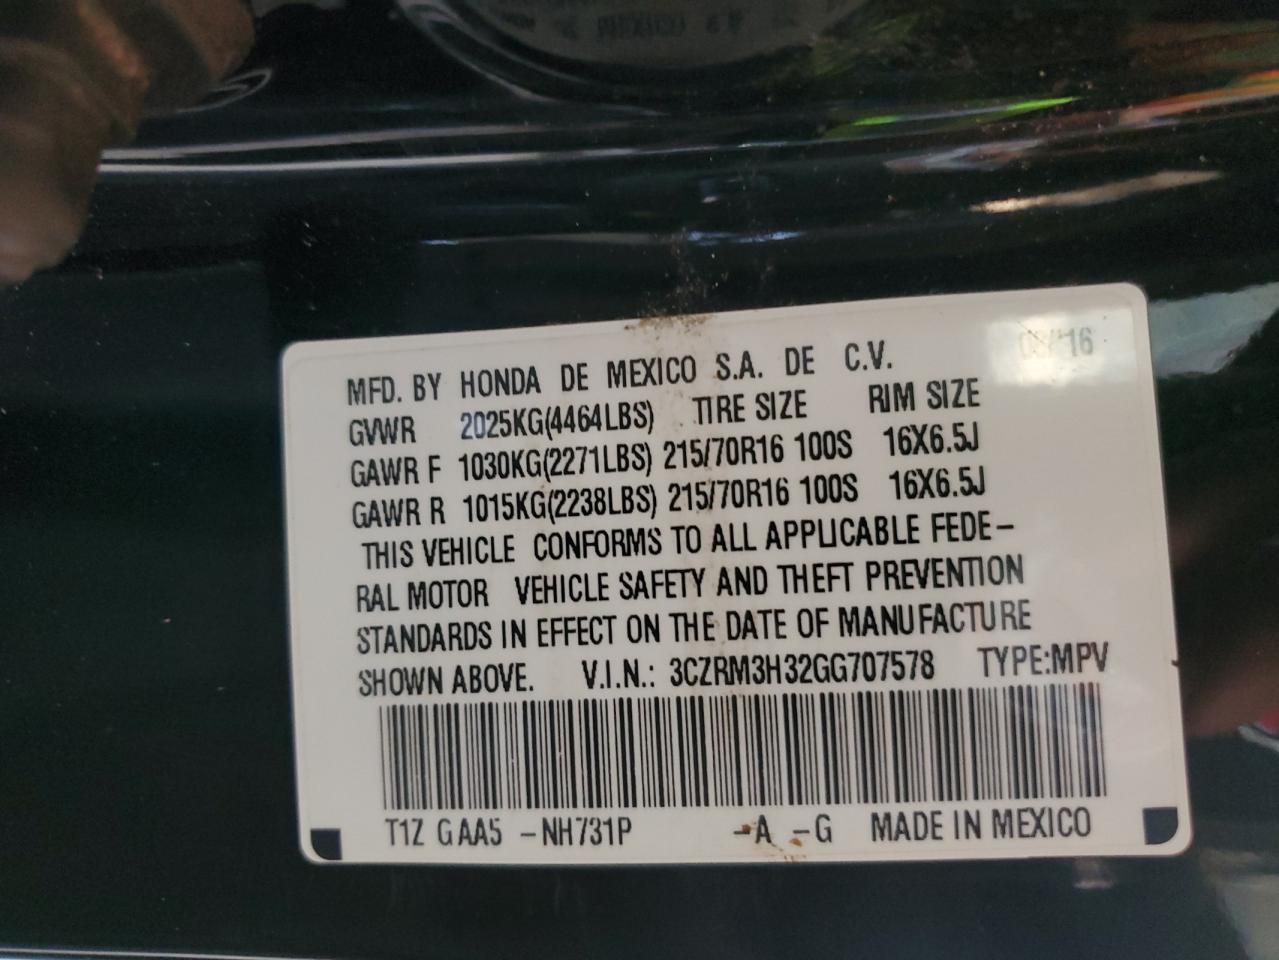 MEXICO
MFD. BY HONDA DE MEXICO S.A. DE C.V.
GVWR 2025KG(4464LBS) TIRE SIZE RIM SIZE
GAWR F 1030KG(2271LBS) 215/70R16 100S 16X6.5J
GAWR R 1015KG(2238LBS) 215/70R16 100S 16X6.5J
THIS VEHICLE CONFORMS TO ALL APPLICABLE FEDE-
RAL MOTOR VEHICLE SAFETY AND THEFT PREVENTION
STANDARDS IN EFFECT ON THE DATE OF MANUFACTURE
SHOWN ABOVE. V.I.N.: 3CZRM3H32GG707578 TYPE:MPV
T1Z GAA5 -NH731P -A -G MADE IN MEXICO